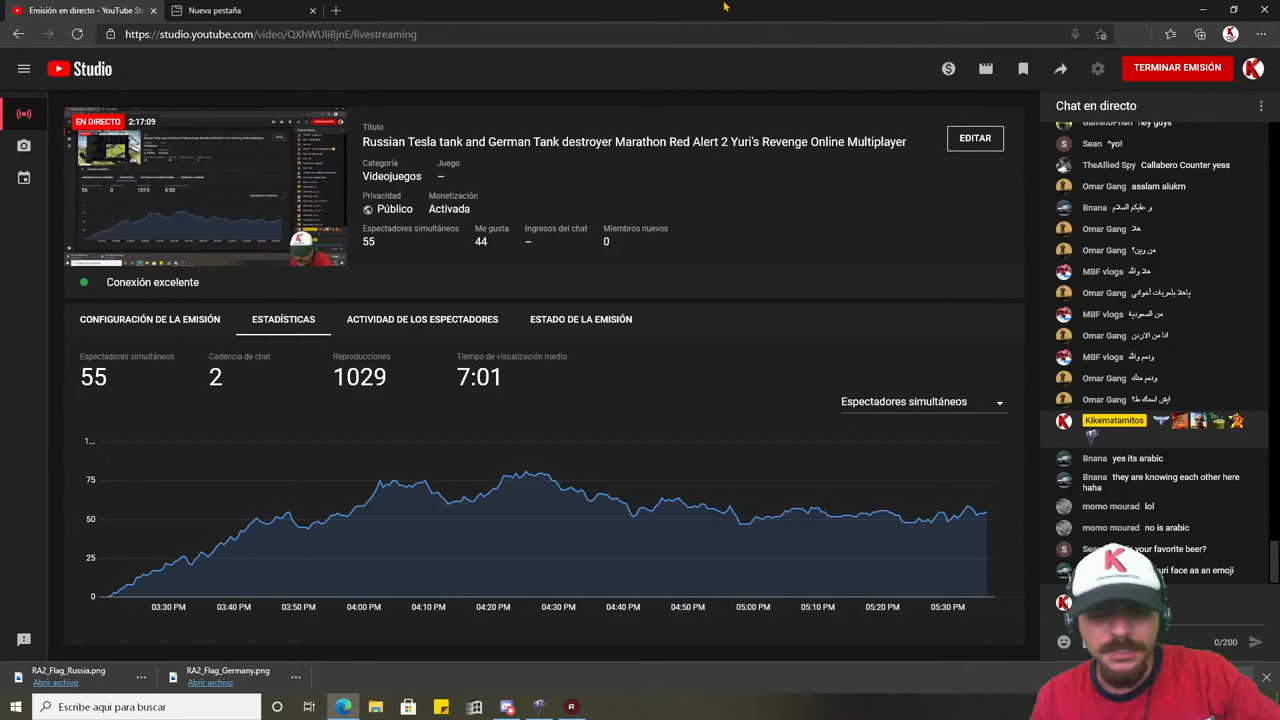 Emisión en directo - YouTube St
Nueva pestaña
https://studio.youtube.com/video/QXhWUliBjnE/livestreaming
Studio
TERMINAR EMISIÓN
EN DIRECTO 2:17:09
Título
Russian Tesla tank and German Tank destroyer Marathon Red Alert 2 Yuri's Revenge Online Multiplayer
EDITAR
Categoría Juego
Videojuegos –
Privacidad Monetización
Público Activada
Espectadores simultáneos Me gusta Ingresos del chat Miembros nuevos
55 44 – 0
Conexión excelente
CONFIGURACIÓN DE LA EMISIÓN ESTADÍSTICAS ACTIVIDAD DE LOS ESPECTADORES ESTADO DE LA EMISIÓN
Espectadores simultáneos Cadencia de chat Reproducciones Tiempo de visualización medio
55 2 1029 7:01
Espectadores simultáneos
1...
75
50
25
0
03:30 PM 03:40 PM 03:50 PM 04:00 PM 04:10 PM 04:20 PM 04:30 PM 04:40 PM 04:50 PM 05:00 PM 05:10 PM 05:20 PM 05:30 PM
Chat en directo
hey guys
Sean ^yo!
TheAllied Spy Callabero Counter yess
Omar Gang asslam alukm
Bnana و عليكم السلام
Omar Gang هلا
Omar Gang من وين؟
MBF vlogs هلا والله
Omar Gang ياهلا بلعربات أخواني
MBF vlogs من السعودية
Omar Gang انا من الاردن
MBF vlogs ونعم والله
Omar Gang ونعم منك
Omar Gang ايش اسمك ط؟
Kikematamitos
Bnana yes its arabic
Bnana they are knowing each other here
haha
momo mourad lol
momo mourad no is arabic
your favorite beer?
yuri face as an emoji
0/200
RA2_Flag_Russia.png
Abrir archivo
RA2_Flag_Germany.png
Abrir archivo
Escribe aquí para buscar